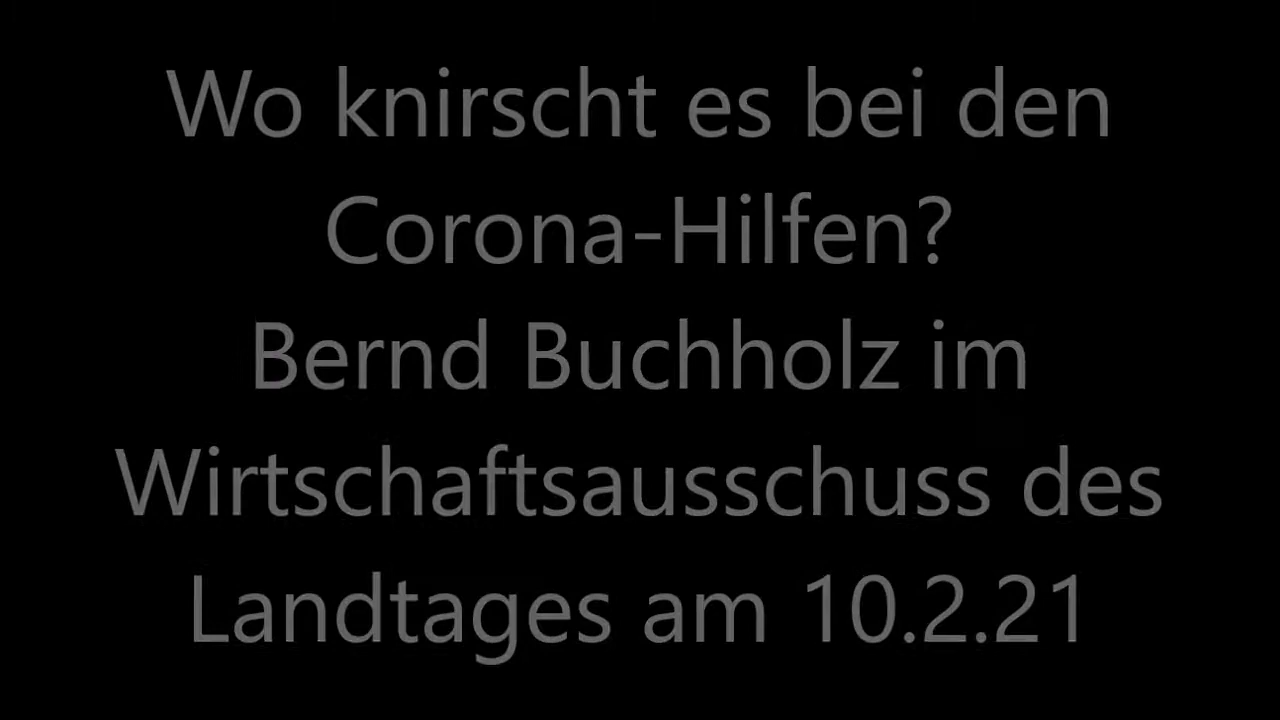 Wo knirscht es bei den
Corona-Hilfen?
Bernd Buchholz im
Wirtschaftsausschuss des
Landtages am 10.2.21